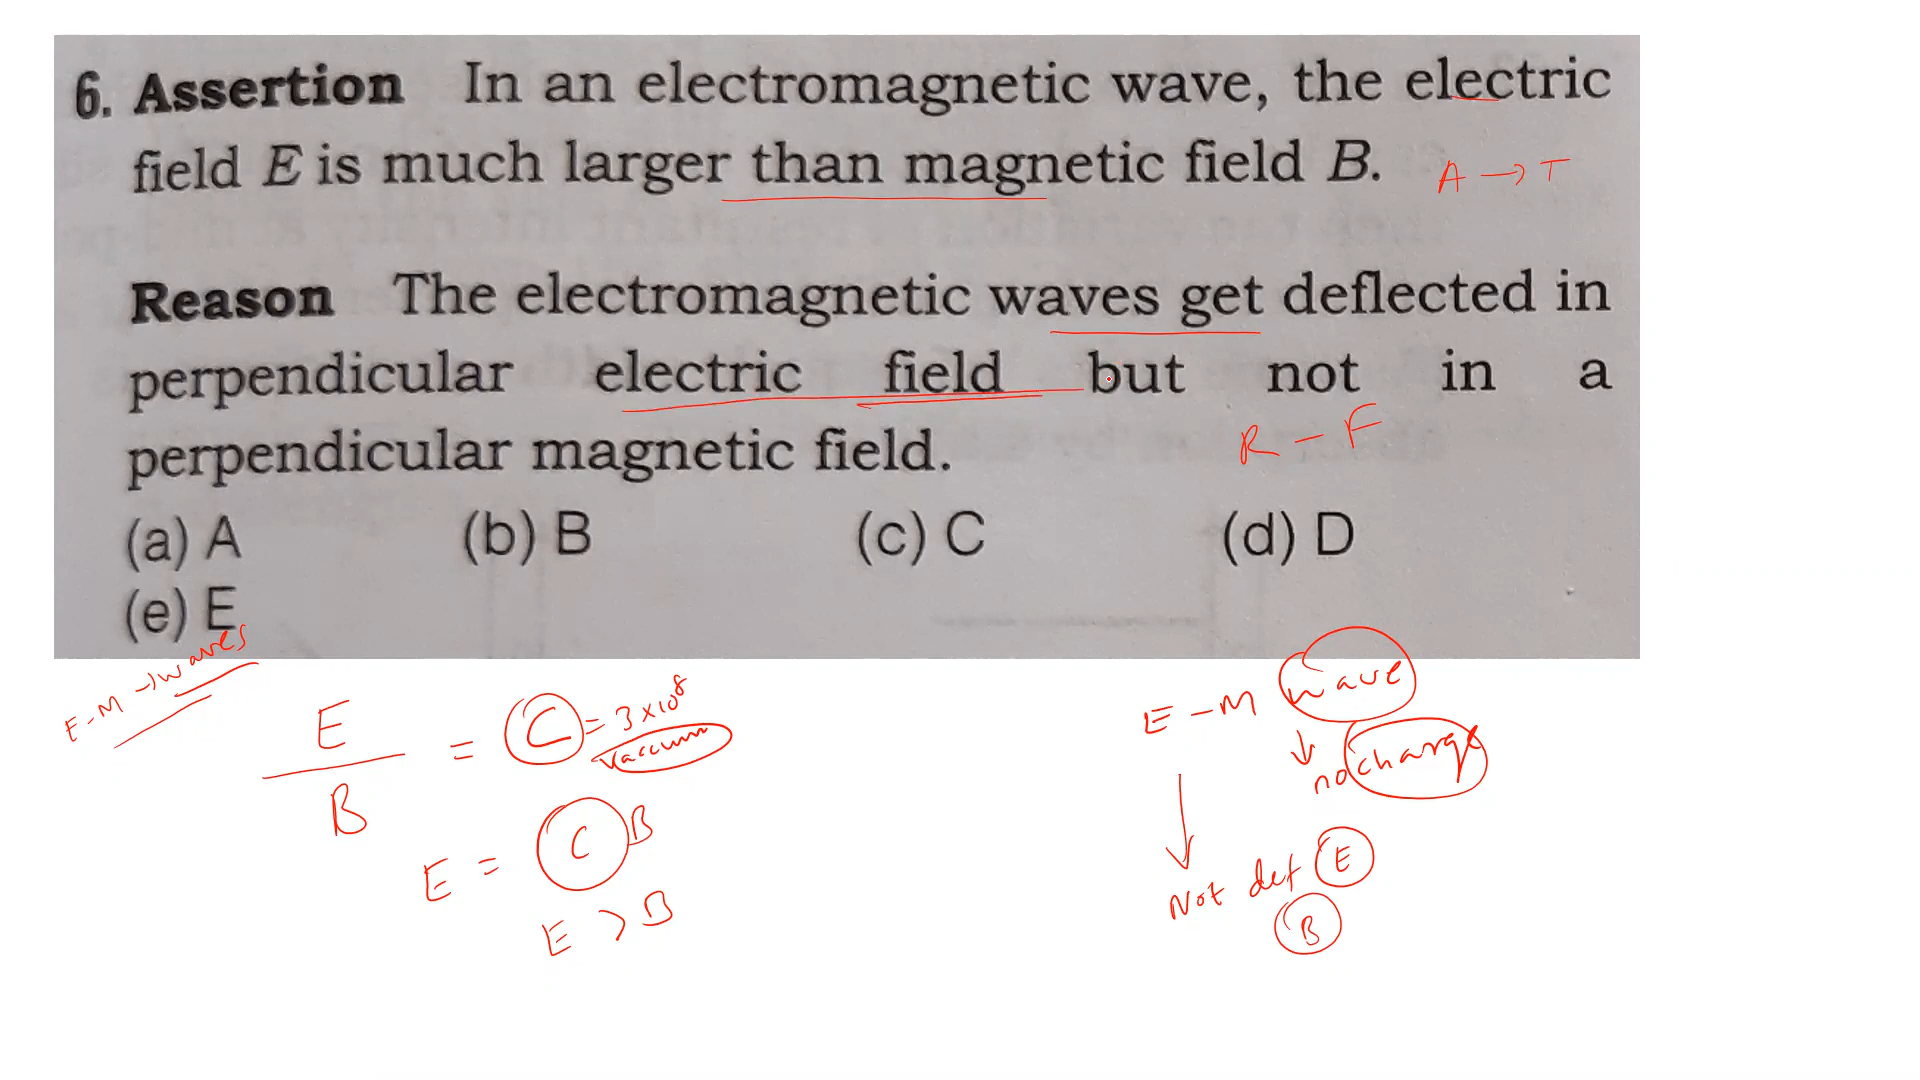 6. Assertion In an electromagnetic wave, the electric
field E is much larger than magnetic field B.
A → T
Reason The electromagnetic waves get deflected in
perpendicular electric field but not in a
perpendicular magnetic field.
R - F
(a) A (b) B (c) C (d) D
(e) E
E-M → waves
E
B
= C = 3 x 10⁸
vaccum
E = C B
E > B
E - M wave
↓
no charge
↓
Not def E
B